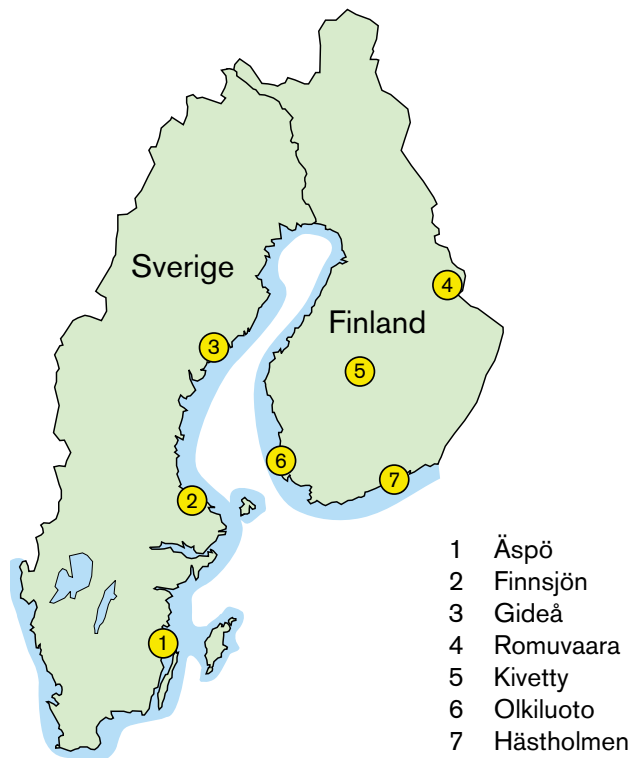 Sverige
Finland
4
3
5
6
7
2
1
1 Äspö
2 Finnsjön
3 Gideå
4 Romuvaara
5 Kivetty
6 Olkiluoto
7 Hästholmen